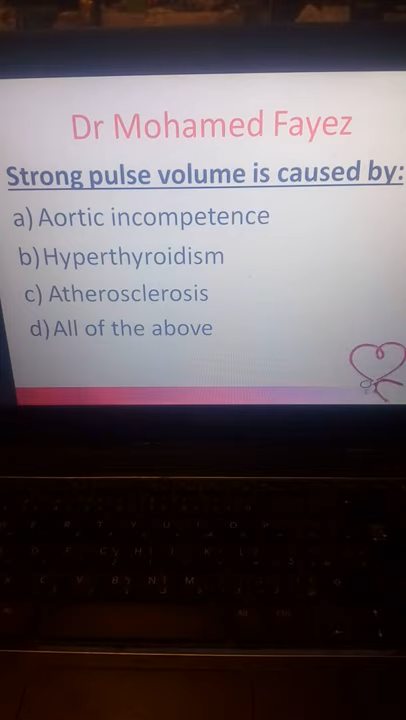 Dr Mohamed Fayez
Strong pulse volume is caused by:
a) Aortic incompetence
b) Hyperthyroidism
c) Atherosclerosis
d) All of the above